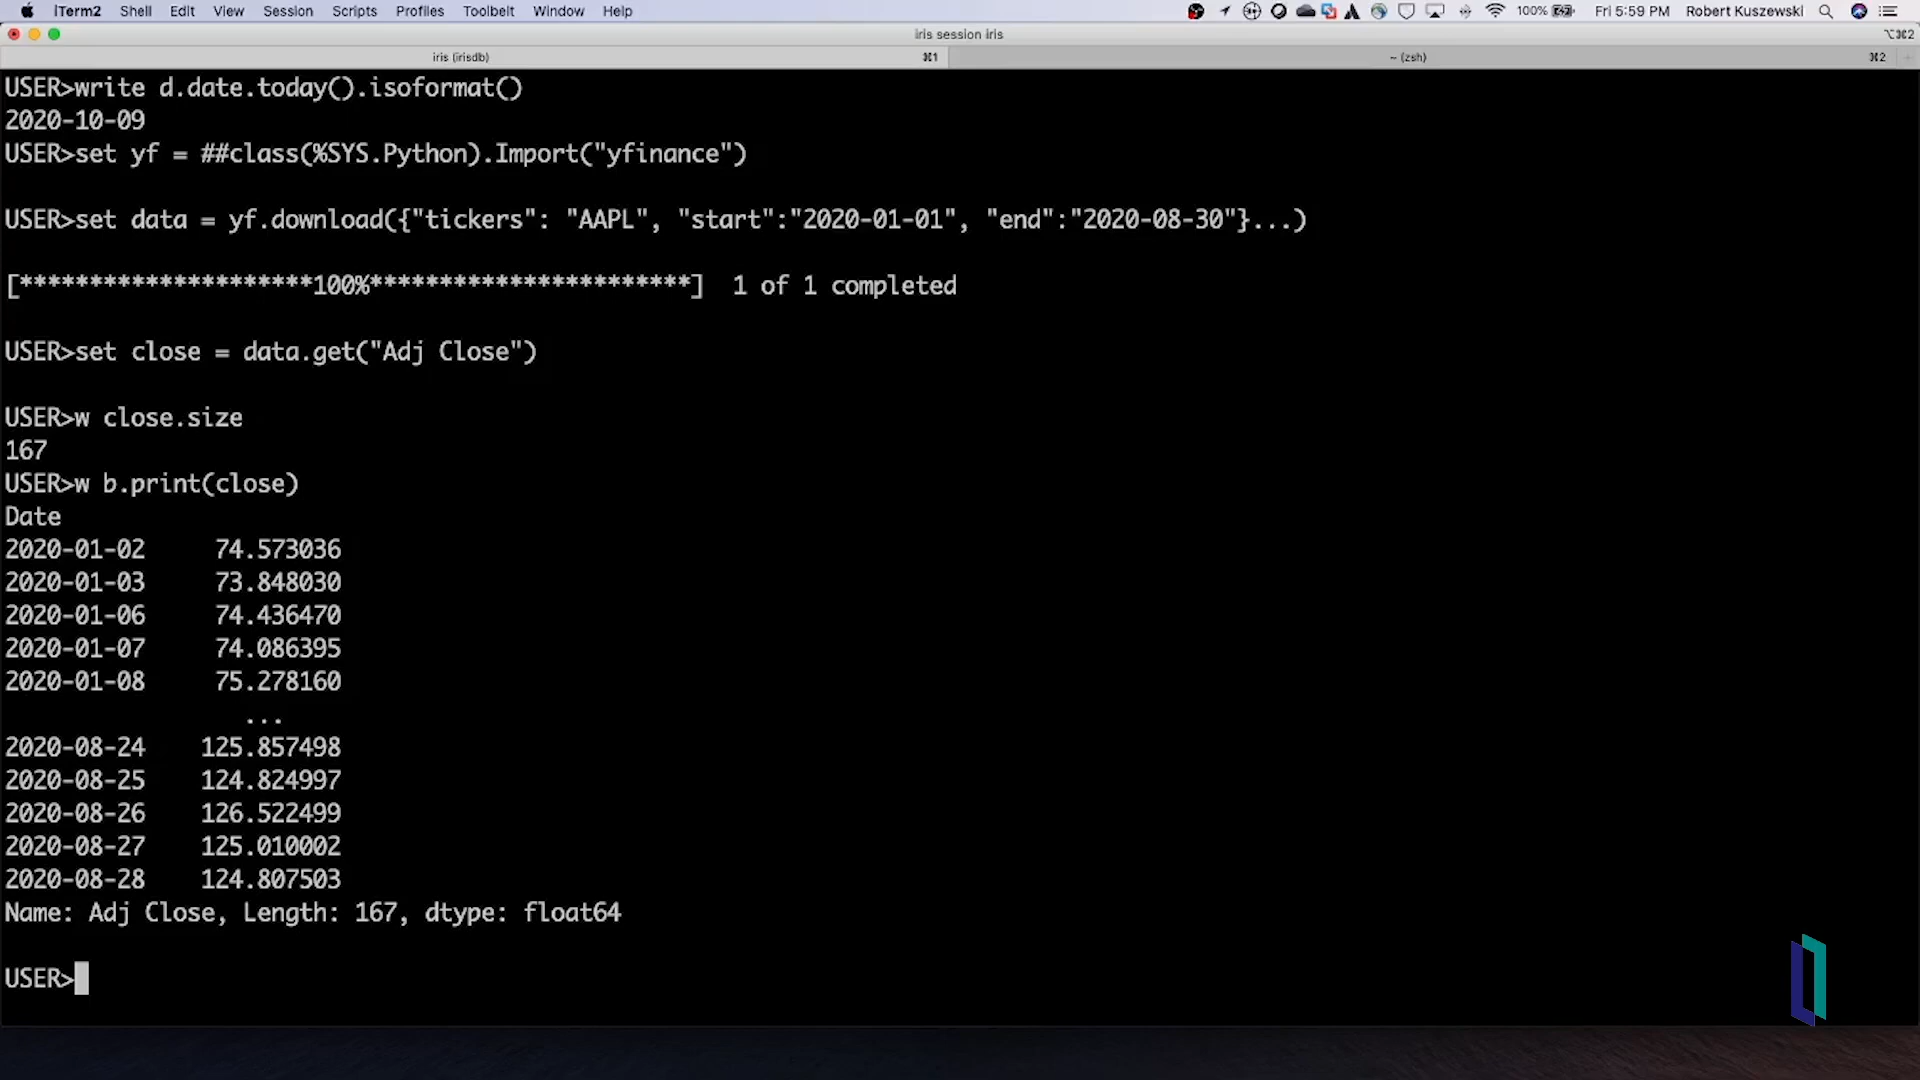 iTerm2 Shell Edit View Session Scripts Profiles Toolbelt Window Help 100% Fri 5:59 PM Robert Kuszewski
iris session iris ⌥⌘2
iris (irisdb) ⌘1 ~ (zsh) ⌘2
USER>write d.date.today().isoformat()
2020-10-09
USER>set yf = ##class(%SYS.Python).Import("yfinance")
USER>set data = yf.download({"tickers": "AAPL", "start":"2020-01-01", "end":"2020-08-30"}...)
[*********************100%***********************]  1 of 1 completed
USER>set close = data.get("Adj Close")
USER>w close.size
167
USER>w b.print(close)
Date
2020-01-02     74.573036
2020-01-03     73.848030
2020-01-06     74.436470
2020-01-07     74.086395
2020-01-08     75.278160
...
2020-08-24    125.857498
2020-08-25    124.824997
2020-08-26    126.522499
2020-08-27    125.010002
2020-08-28    124.807503
Name: Adj Close, Length: 167, dtype: float64
USER>